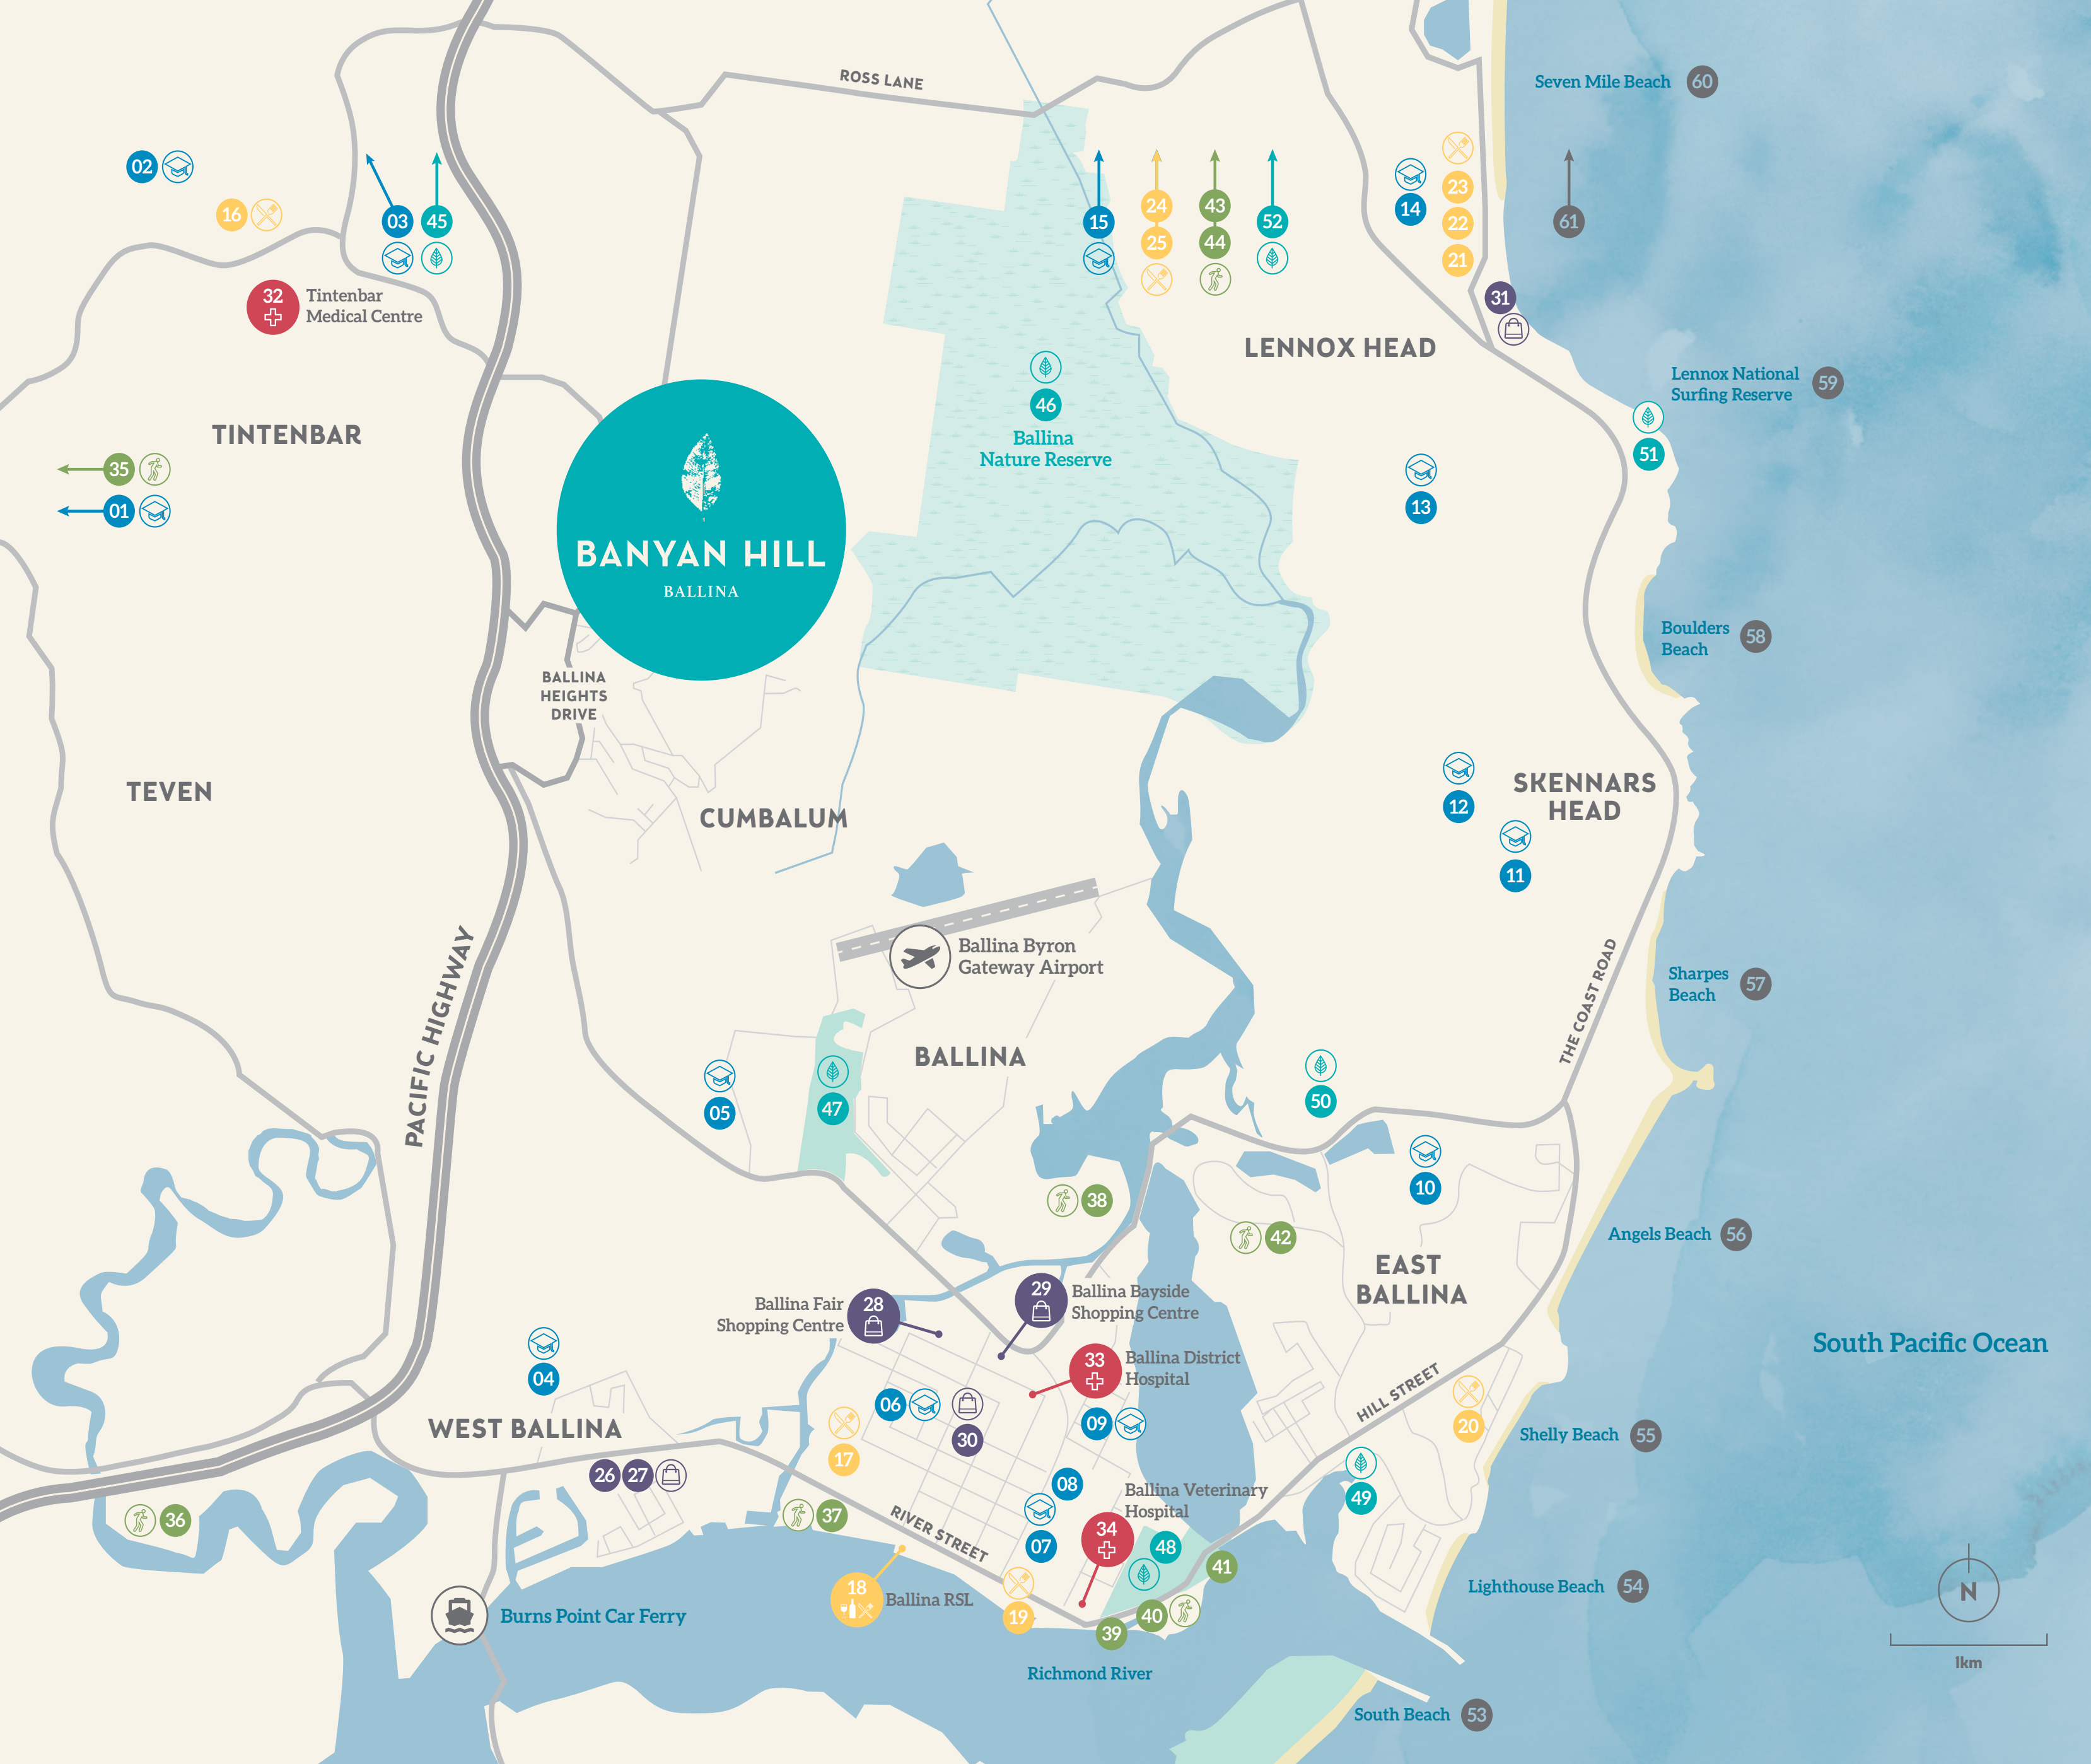 ROSS LANE
Seven Mile Beach 60
02
16
03
45
15
24
25
43
44
52
14
23
22
21
61
32
Tintenbar
Medical Centre
31
LENNOX HEAD
Lennox National
Surfing Reserve
59
46
Ballina
Nature Reserve
TINTENBAR
51
35
01
13
BANYAN HILL
BALLINA
Boulders
Beach
58
BALLINA
HEIGHTS
DRIVE
TEVEN
CUMBALUM
12
SKENNARS
HEAD
11
PACIFIC HIGHWAY
Ballina Byron
Gateway Airport
THE COAST ROAD
Sharpes
Beach
57
BALLINA
05
47
50
10
38
42
Angels Beach 56
EAST
BALLINA
Ballina Fair
Shopping Centre
28
29
Ballina Bayside
Shopping Centre
South Pacific Ocean
04
33
Ballina District
Hospital
06
30
09
HILL STREET
20
WEST BALLINA
17
Shelly Beach 55
26
27
08
Ballina Veterinary
Hospital
49
36
37
RIVER STREET
07
34
48
41
18
Ballina RSL
19
40
39
Lighthouse Beach 54
N
1km
Burns Point Car Ferry
Richmond River
South Beach 53